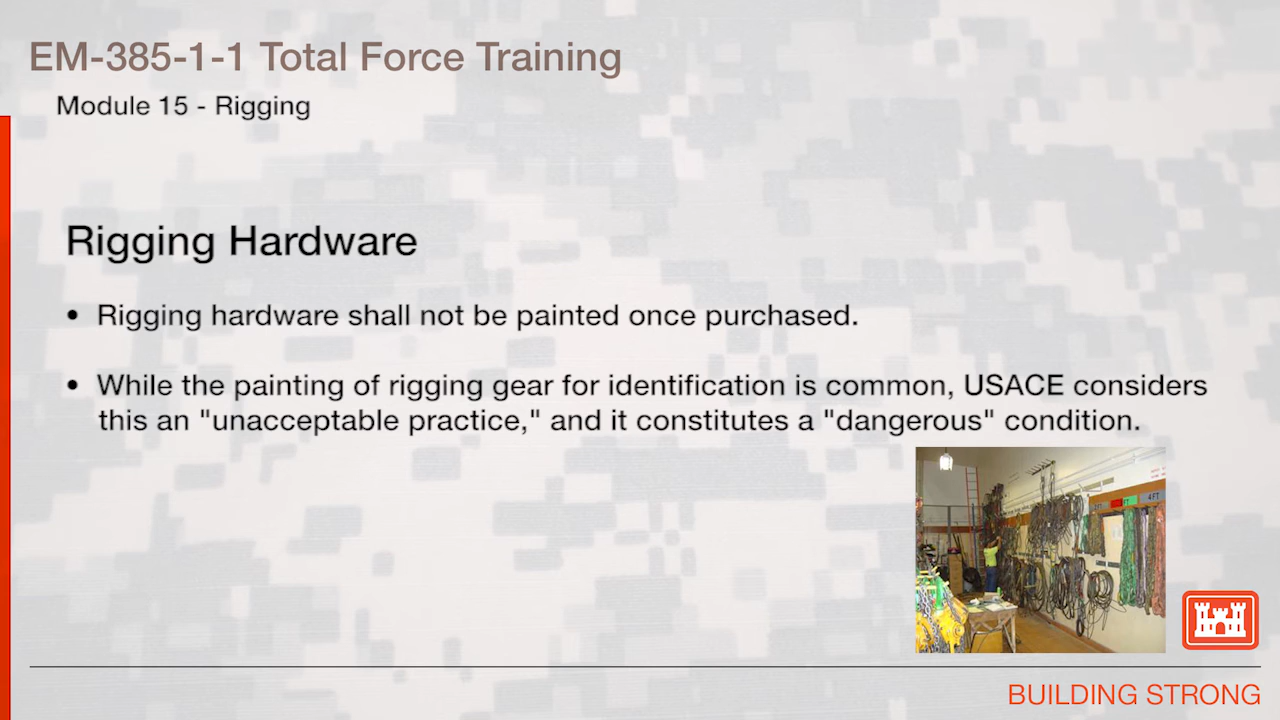 EM-385-1-1 Total Force Training
Module 15 - Rigging
Rigging Hardware
• Rigging hardware shall not be painted once purchased.
• While the painting of rigging gear for identification is common, USACE considers
this an "unacceptable practice," and it constitutes a "dangerous" condition.
4FT
BUILDING STRONG